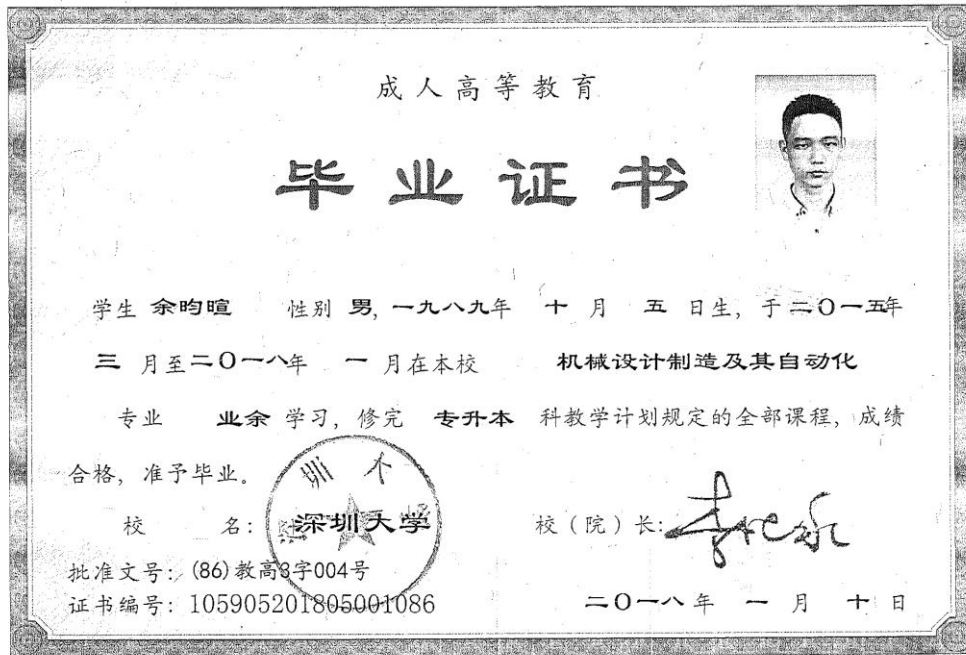 成人高等教育
毕业证书
学生 余昀暄 性别 男, 一九八九年 十 月 五 日生, 于二〇一五年
三 月至二〇一八年 一 月在本校 机械设计制造及其自动化
专业 业余 学习, 修完 专升本 科教学计划规定的全部课程, 成绩
合格, 准予毕业。
校 名: 深圳大学 校(院)长:
批准文号: (86)教高3字004号
证书编号: 105905201805001086 二〇一八年 一 月 十 日